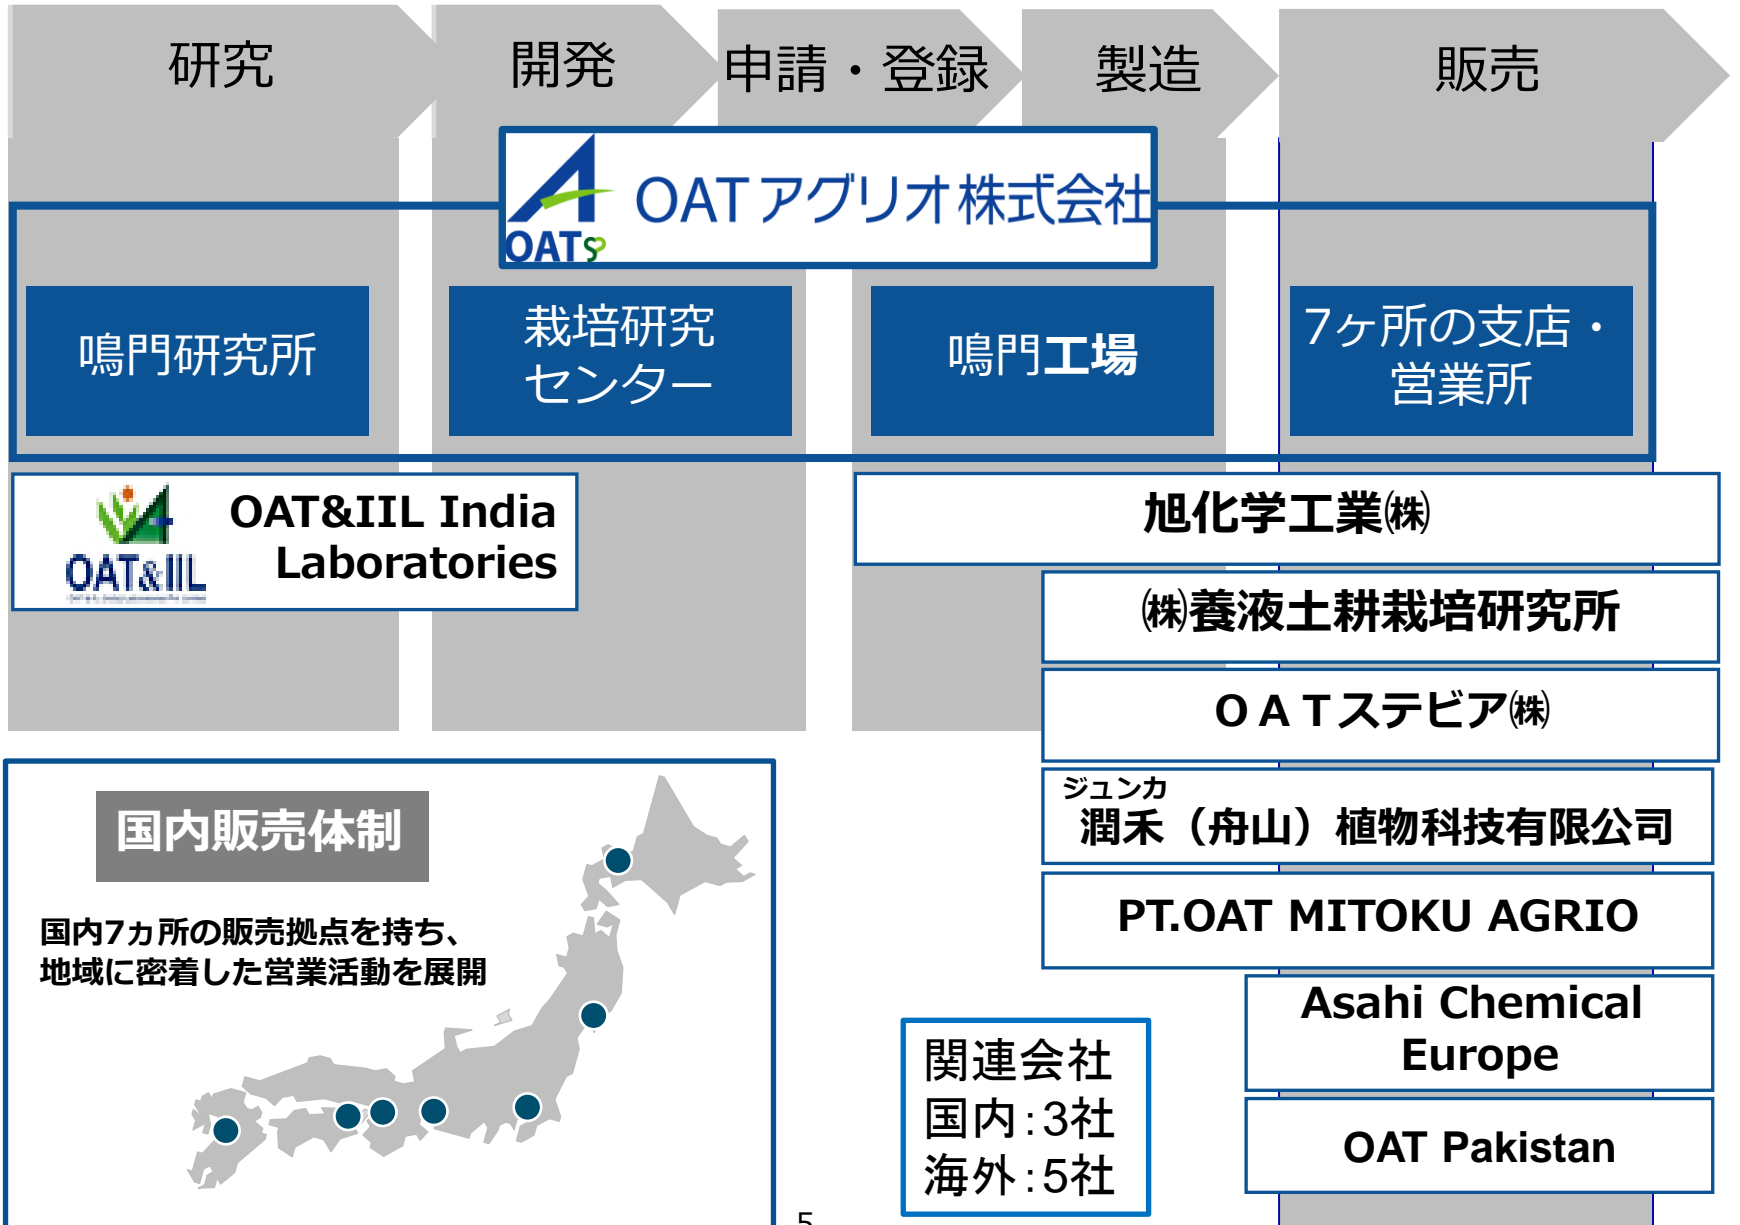 研究
開発
申請・登録
製造
販売
OATアグリオ株式会社
OAT
鳴門研究所
栽培研究
センター
鳴門工場
7ヶ所の支店・
営業所
OAT&IIL India
Laboratories
OAT&IIL
旭化学工業㈱
㈱養液土耕栽培研究所
ＯＡＴステビア㈱
ジュンカ
潤禾（舟山）植物科技有限公司
PT.OAT MITOKU AGRIO
Asahi Chemical
Europe
OAT Pakistan
国内販売体制
国内7ヵ所の販売拠点を持ち、
地域に密着した営業活動を展開
関連会社
国内：3社
海外：5社
5